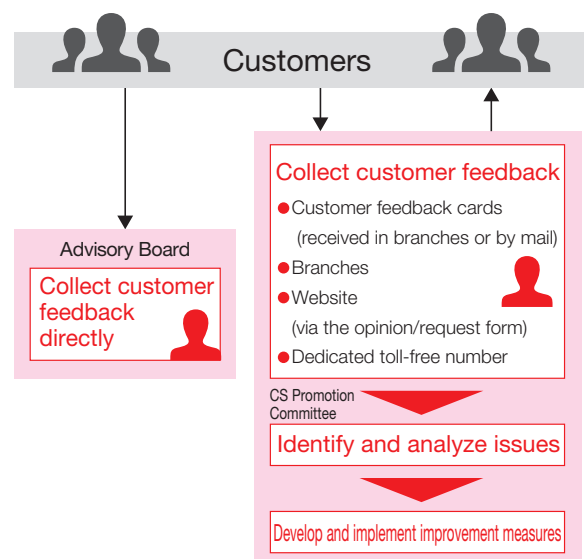 Customers
Advisory Board
Collect customer
feedback
directly
Collect customer feedback
●Customer feedback cards
(received in branches or by mail)
●Branches
●Website
(via the opinion/request form)
●Dedicated toll-free number
CS Promotion
Committee
Identify and analyze issues
Develop and implement improvement measures